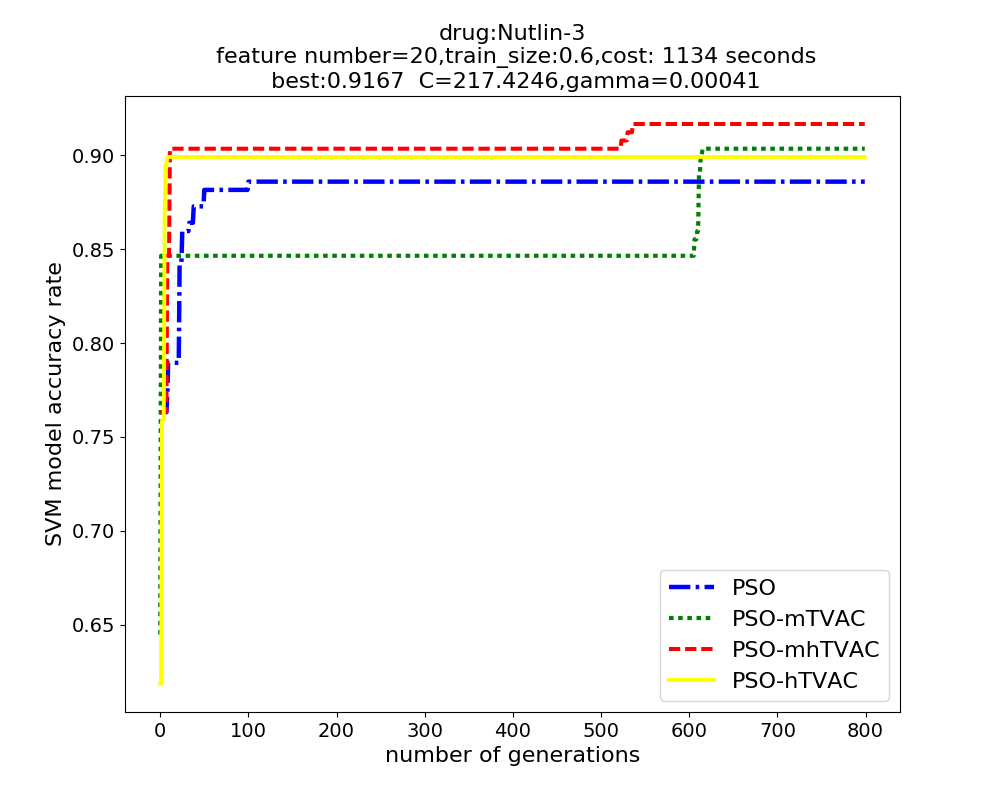 drug:Nutlin-3
feature number=20,train_size:0.6,cost: 1134 seconds
best:0.9167  C=217.4246,gamma=0.00041
SVM model accuracy rate
0.90
0.85
0.80
0.75
0.70
0.65
PSO
PSO-mTVAC
PSO-mhTVAC
PSO-hTVAC
0 100 200 300 400 500 600 700 800
number of generations